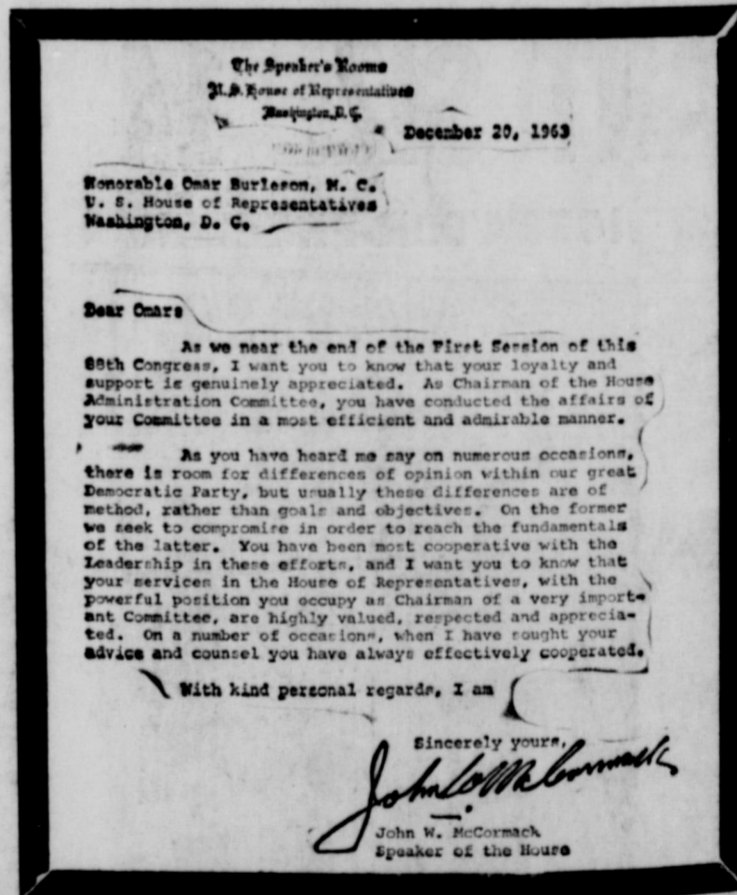 The Speaker's Rooms
U.S. House of Representatives
Washington, D.C.
December 20, 1963
Honorable Omar Burleson, M. C.
U. S. House of Representatives
Washington, D. C.
Dear Omar:
As we near the end of the First Session of this
88th Congress, I want you to know that your loyalty and
support is genuinely appreciated. As Chairman of the House
Administration Committee, you have conducted the affairs of
your Committee in a most efficient and admirable manner.
As you have heard me say on numerous occasions,
there is room for differences of opinion within our great
Democratic Party, but usually these differences are of
method, rather than goals and objectives. On the former
we seek to compromise in order to reach the fundamentals
of the latter. You have been most cooperative with the
Leadership in these efforts, and I want you to know that
your services in the House of Representatives, with the
powerful position you occupy as Chairman of a very import-
ant Committee, are highly valued, respected and apprecia-
ted. On a number of occasions, when I have sought your
advice and counsel you have always effectively cooperated.
With kind personal regards, I am
Sincerely yours,
John W. McCormack
John W. McCormack
Speaker of the House